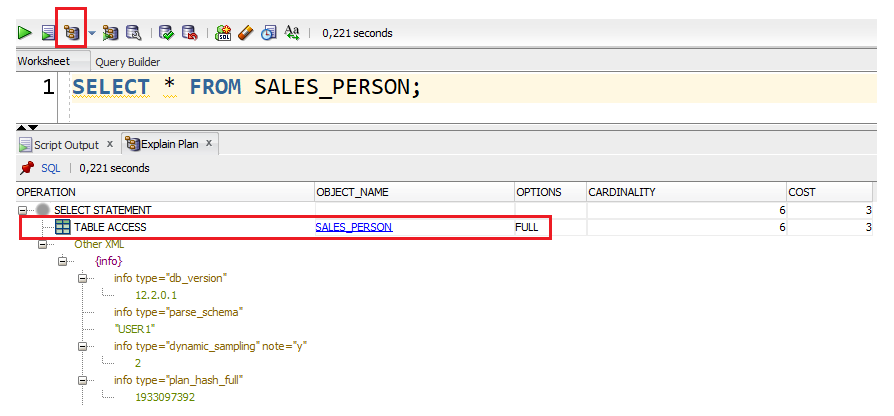 0,221 seconds
Worksheet Query Builder
1 SELECT * FROM SALES_PERSON;
Script Output x Explain Plan x
SQL | 0,221 seconds
OPERATION OBJECT_NAME OPTIONS CARDINALITY COST
SELECT STATEMENT 6 3
TABLE ACCESS SALES_PERSON FULL 6 3
Other XML
{info}
info type="db_version"
12.2.0.1
info type="parse_schema"
"USER1"
info type="dynamic_sampling" note="y"
2
info type="plan_hash_full"
1933097392